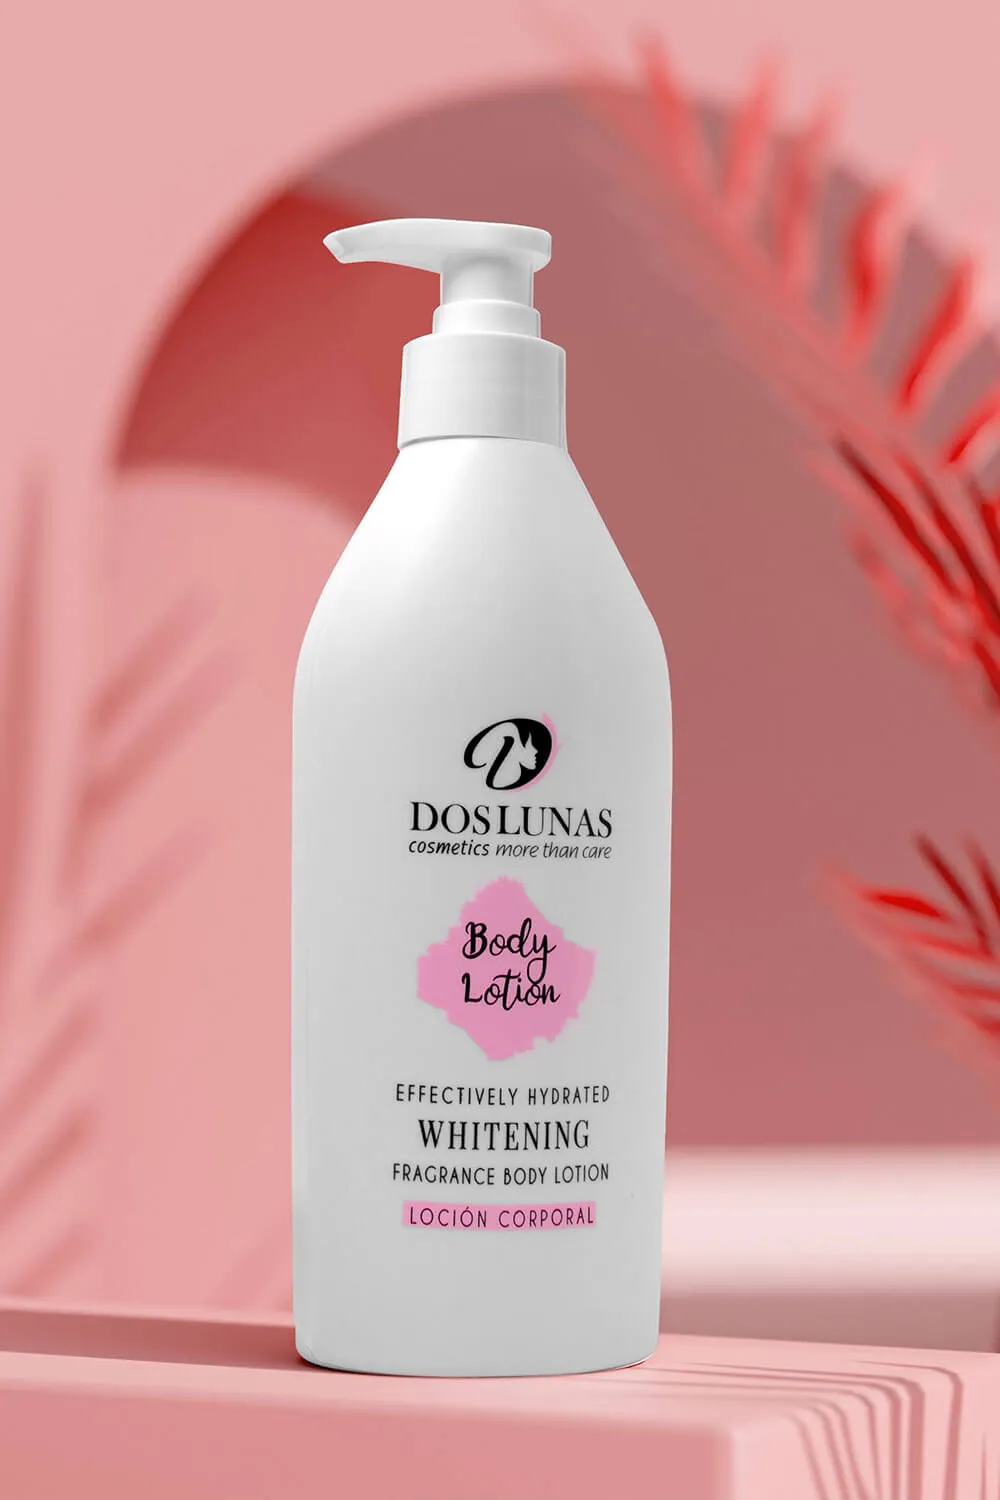 DOSLUNAS
cosmetics more than care
Body
Lotion
EFFECTIVELY HYDRATED
WHITENING
FRAGRANCE BODY LOTION
LOCIÓN CORPORAL